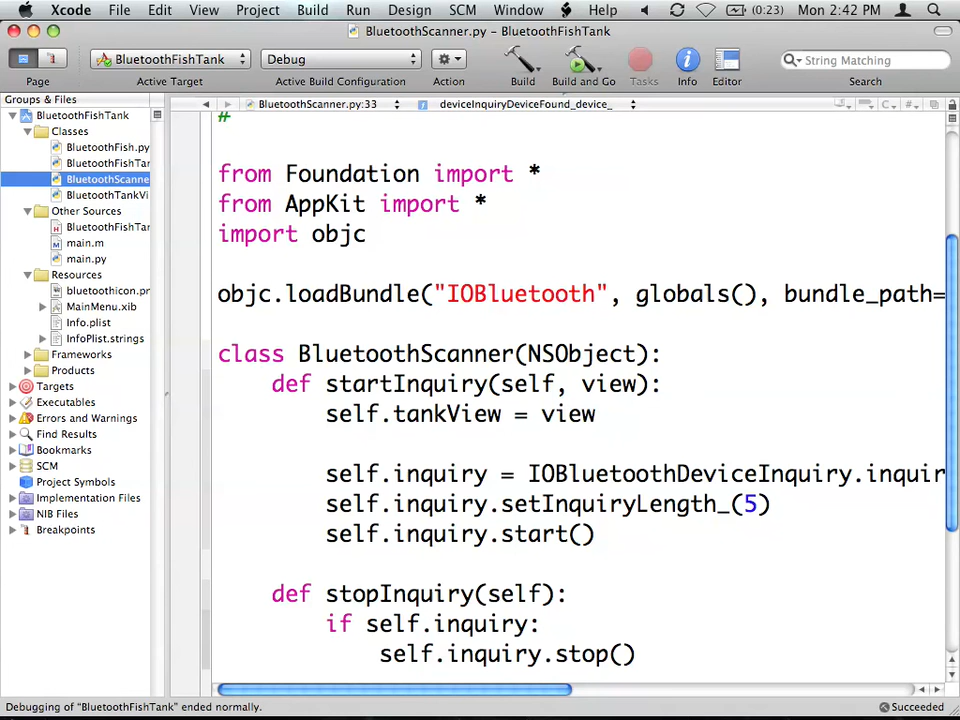 Xcode File Edit View Project Build Run Design SCM Window Help (0:23) Mon 2:42 PM
BluetoothScanner.py - BluetoothFishTank
BluetoothFishTank Debug String Matching
Page Active Target Active Build Configuration Action Build Build and Go Tasks Info Editor Search
Groups & Files
BluetoothScanner.py:33 deviceInquiryDeviceFound_device_ C #
BluetoothFishTank
Classes
BluetoothFish.py
BluetoothFishTar
BluetoothScanne
BluetoothTankVi
Other Sources
BluetoothFishTar
main.m
main.py
Resources
bluetoothicon.pr
MainMenu.xib
Info.plist
InfoPlist.strings
Frameworks
Products
Targets
Executables
Errors and Warnings
Find Results
Bookmarks
SCM
Project Symbols
Implementation Files
NIB Files
Breakpoints
#
from Foundation import *
from AppKit import *
import objc
objc.loadBundle("IOBluetooth", globals(), bundle_path=
class BluetoothScanner(NSObject):
def startInquiry(self, view):
self.tankView = view
self.inquiry = IOBluetoothDeviceInquiry.inquir
self.inquiry.setInquiryLength_(5)
self.inquiry.start()
def stopInquiry(self):
if self.inquiry:
self.inquiry.stop()
Debugging of "BluetoothFishTank" ended normally. Succeeded